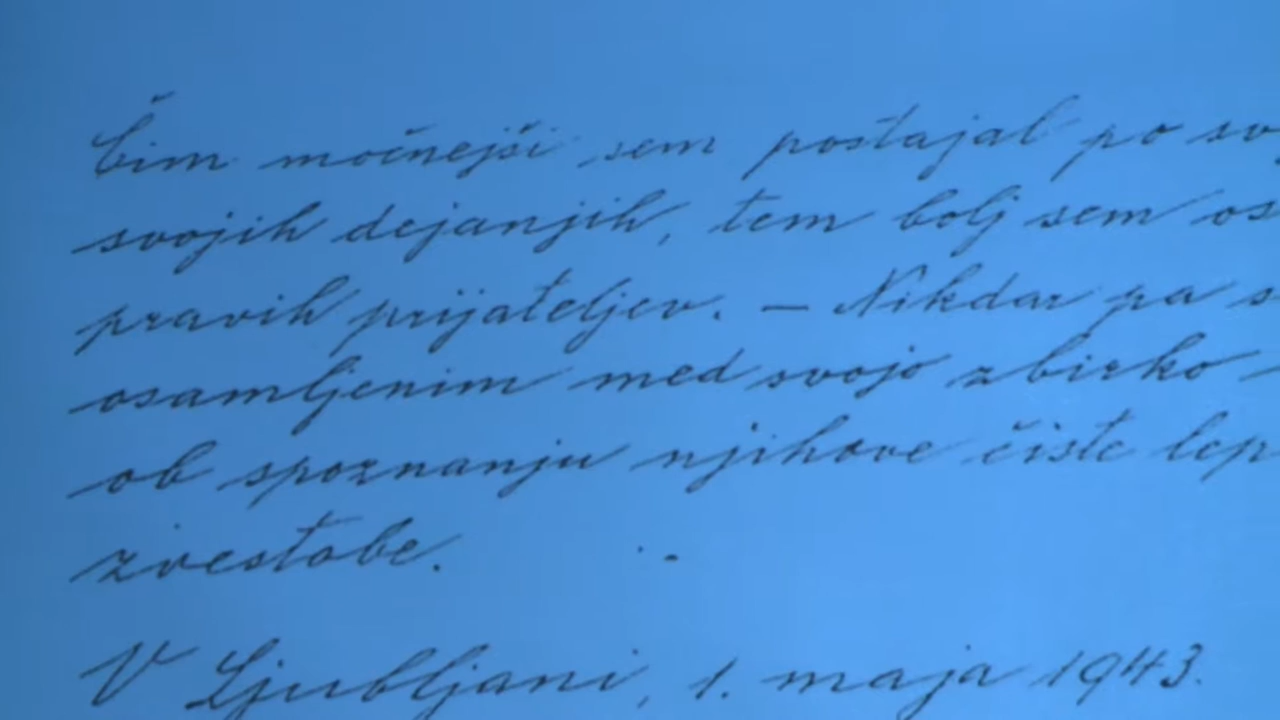 Čim močnejši sem postajal po
svojih dejanjih, tem bolj sem
pravih prijateljev. — Nikdar pa
osamljenim med svojo zbirko
ob spoznanju njihove čiste
zvestobe.
V Ljubljani, 1. maja 1943.